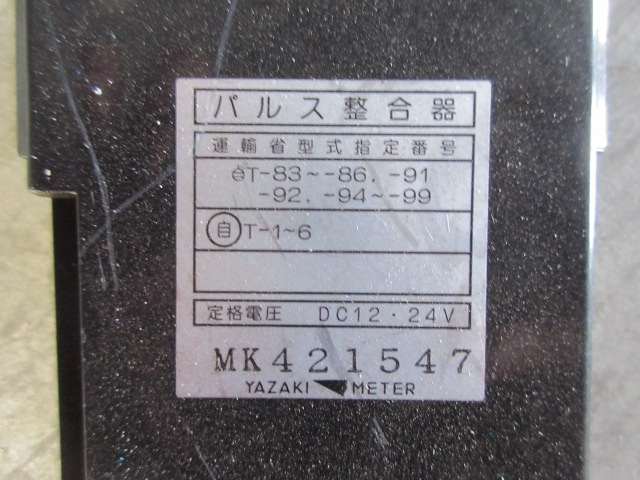 パルス整合器
運輸省型式指定番号
T-83~-86. -91
-92. -94~-99
自 T-1~6
定格電圧 DC12・24V
MK421547
YAZAKI METER